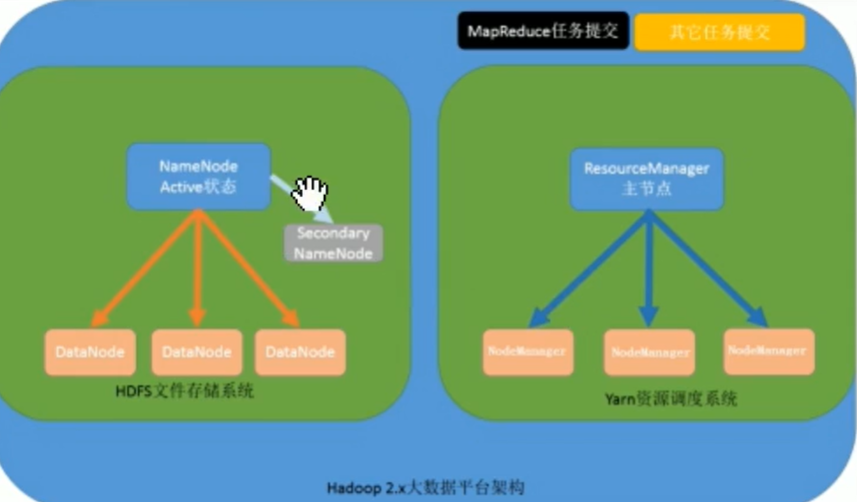 MapReduce任务提交
其它任务提交
NameNode
Active状态
Secondary
NameNode
DataNode
DataNode
DataNode
HDFS文件存储系统
ResourceManager
主节点
NodeManager
NodeManager
NodeManager
Yarn资源调度系统
Hadoop 2.x大数据平台架构